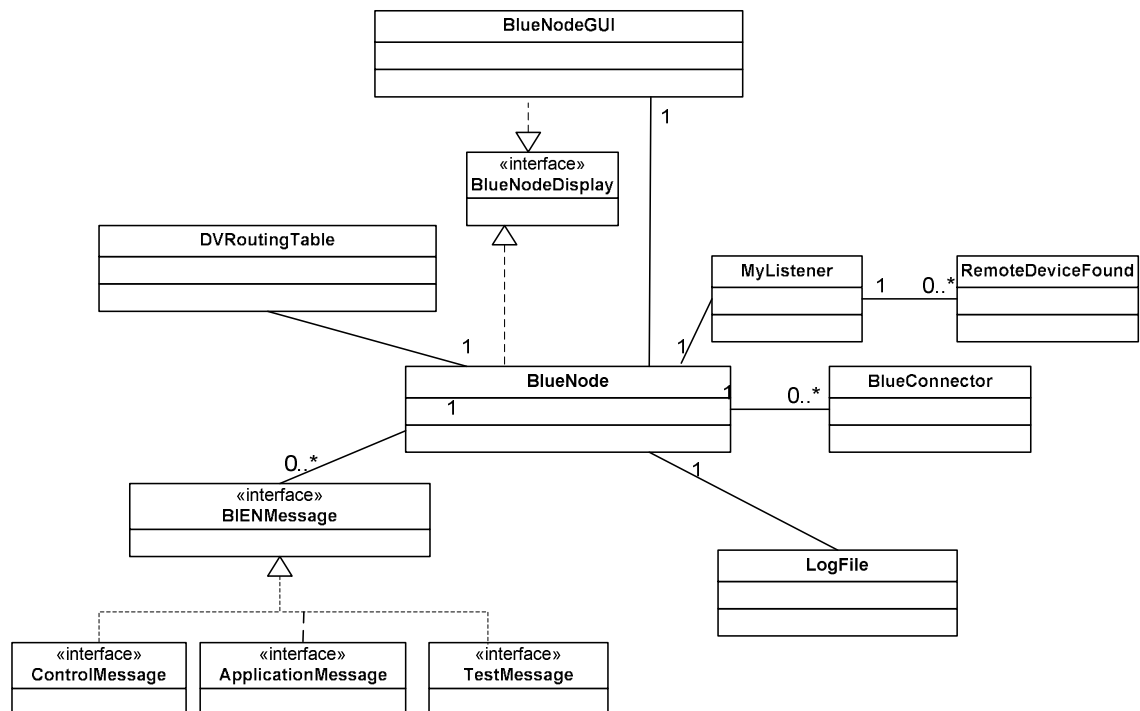 BlueNodeGUI
1
«interface»
BlueNodeDisplay
DVRoutingTable
MyListener
1
0..*
RemoteDeviceFound
1
1
BlueNode
1
1
0..*
BlueConnector
0..*
1
«interface»
BIENMessage
LogFile
«interface»
ControlMessage
«interface»
ApplicationMessage
«interface»
TestMessage